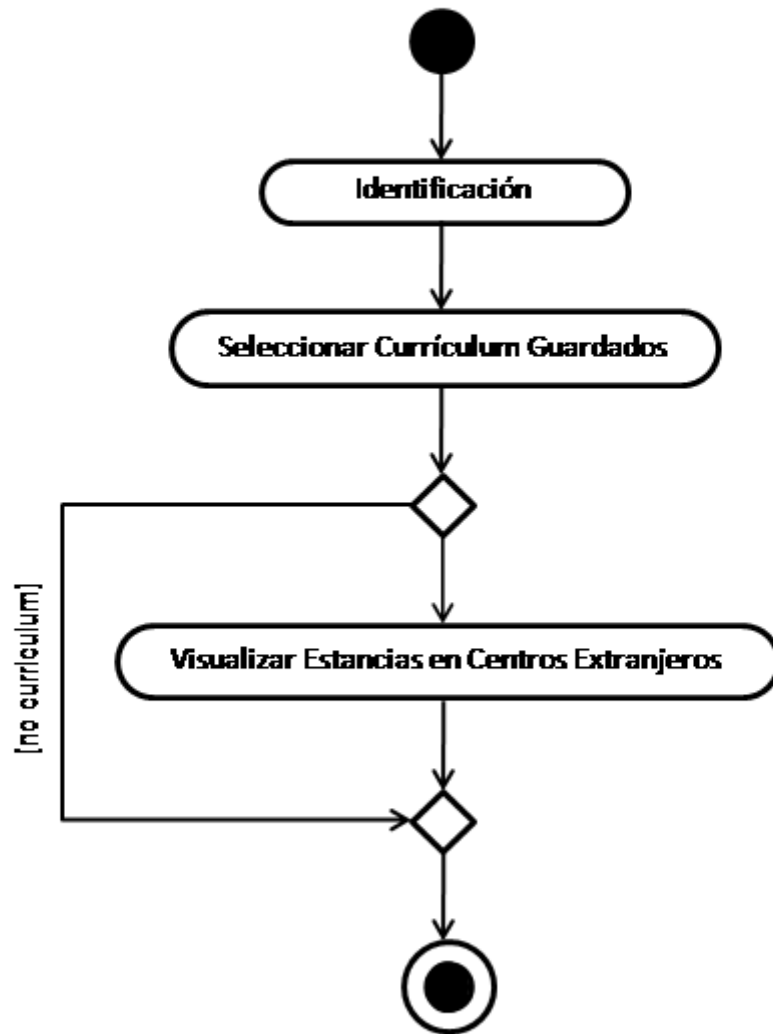 Identificación
Seleccionar Currículum Guardados
[no curriculum]
Visualizar Estancias en Centros Extranjeros